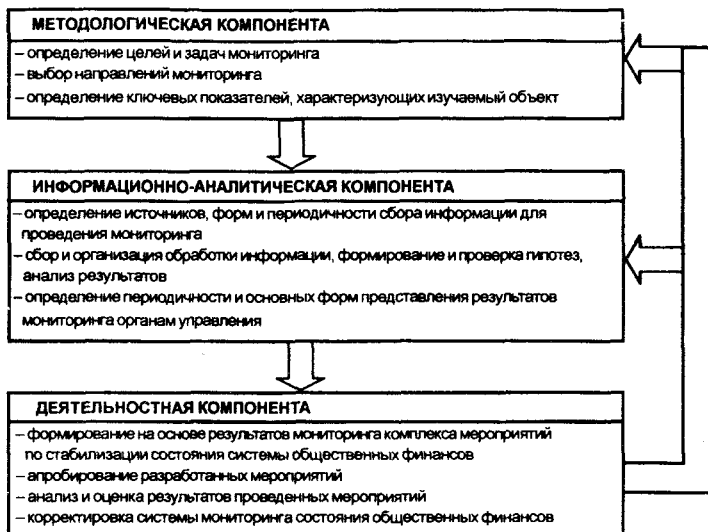 МЕТОДОЛОГИЧЕСКАЯ КОМПОНЕНТА
– определение целей и задач мониторинга
– выбор направлений мониторинга
– определение ключевых показателей, характеризующих изучаемый объект
ИНФОРМАЦИОННО-АНАЛИТИЧЕСКАЯ КОМПОНЕНТА
– определение источников, форм и периодичности сбора информации для
проведения мониторинга
– сбор и организация обработки информации, формирование и проверка гипотез,
анализ результатов
– определение периодичности и основных форм представления результатов
мониторинга органам управления
ДЕЯТЕЛЬНОСТНАЯ КОМПОНЕНТА
– формирование на основе результатов мониторинга комплекса мероприятий
по стабилизации состояния системы общественных финансов
– апробирование разработанных мероприятий
– анализ и оценка результатов проведенных мероприятий
– корректировка системы мониторинга состояния общественных финансов